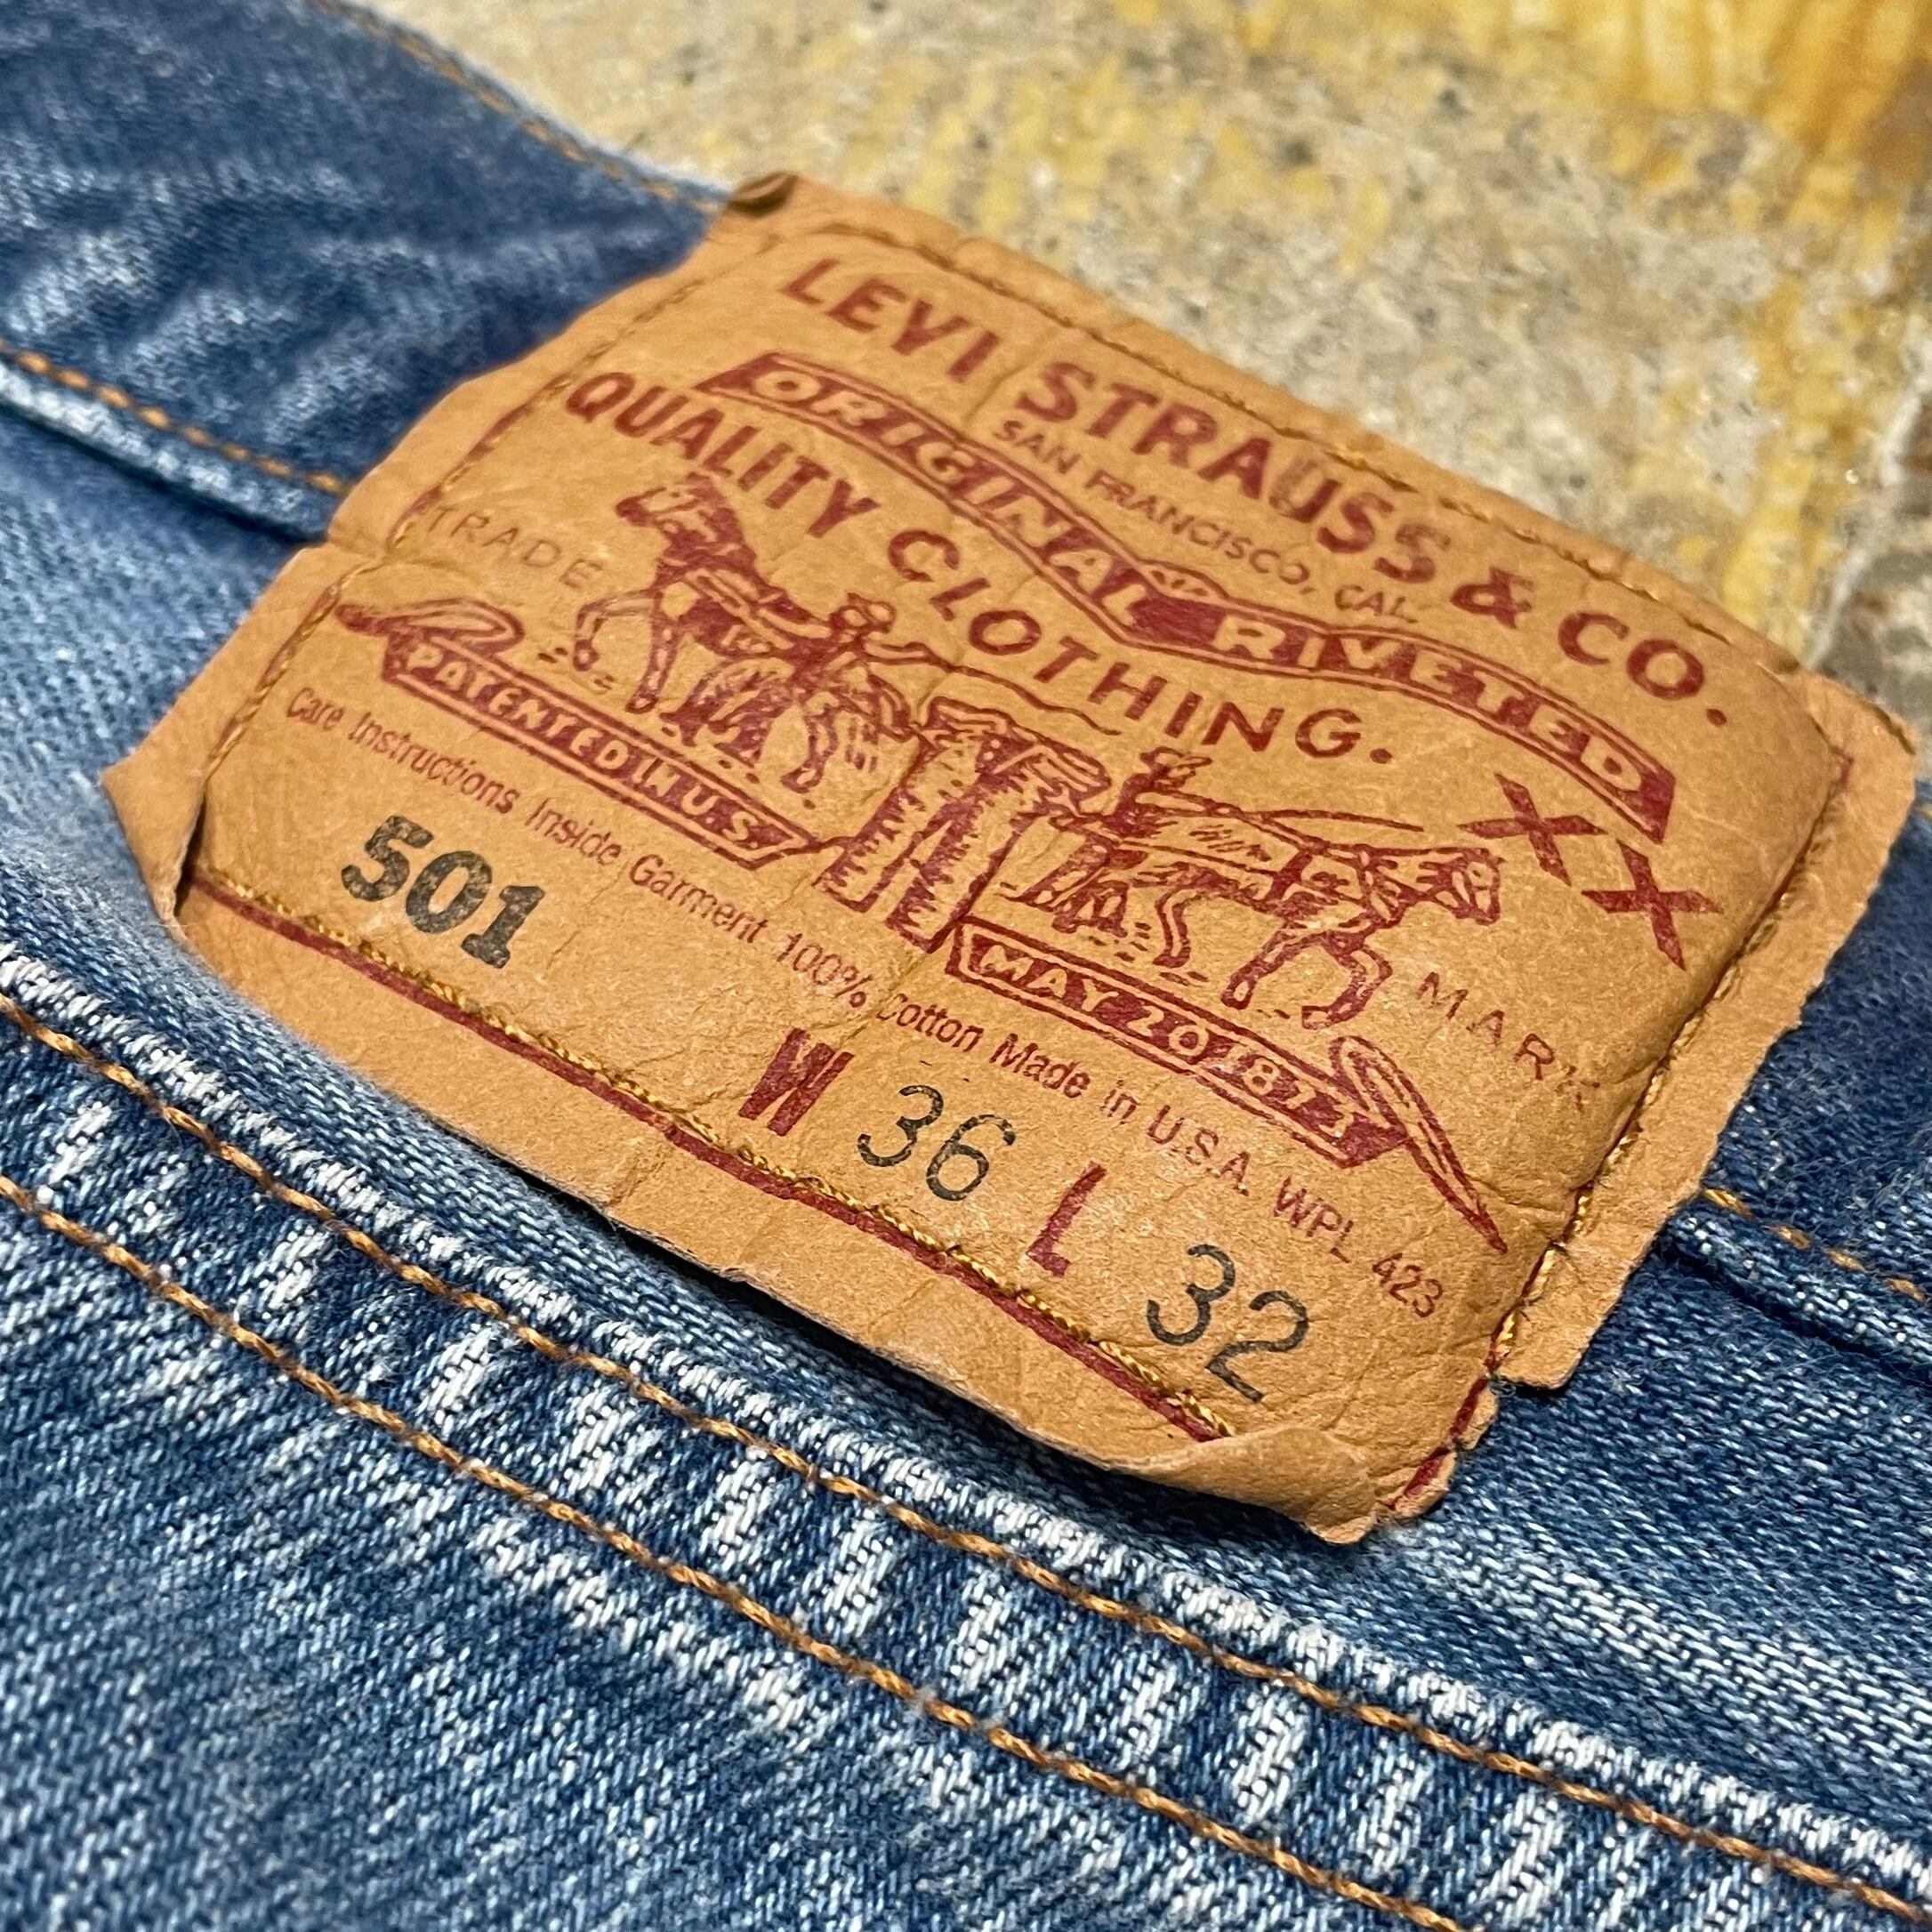 LEVI STRAUSS & CO.
SAN FRANCISCO, CAL.
ORIGINAL RIVETED
QUALITY CLOTHING.
XX
TRADE MARK
PATENTED IN U.S.
MAY 20 1873
Care Instructions Inside Garment 100% Cotton Made in U.S.A. WPL 423
501
W 36 L 32